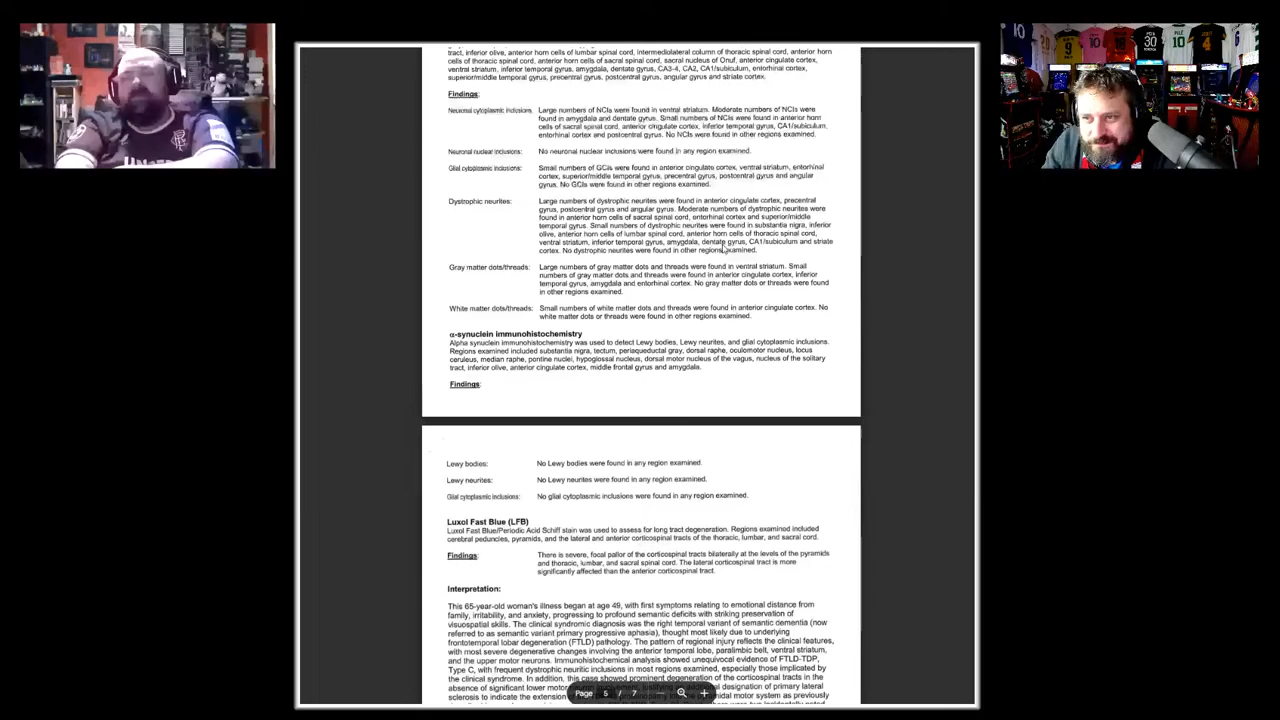 tract, inferior olive, anterior horn cells of lumbar spinal cord, intermediolateral column of thoracic spinal cord, anterior horn
cells of thoracic spinal cord, anterior horn cells of sacral spinal cord, sacral nucleus of Onuf, anterior cingulate cortex,
ventral striatum, inferior temporal gyrus, amygdala, dentate gyrus, CA3-4, CA2, CA1/subiculum, entorhinal cortex,
superior/middle temporal gyrus, precentral gyrus, postcentral gyrus, angular gyrus and striate cortex.
Findings:
Neuronal cytoplasmic inclusions: Large numbers of NCIs were found in ventral striatum. Moderate numbers of NCIs were
found in amygdala and dentate gyrus. Small numbers of NCIs were found in anterior horn
cells of sacral spinal cord, anterior cingulate cortex, inferior temporal gyrus, CA1/subiculum,
entorhinal cortex and postcentral gyrus. No NCIs were found in other regions examined.
Neuronal nuclear inclusions: No neuronal nuclear inclusions were found in any region examined.
Glial cytoplasmic inclusions: Small numbers of GCIs were found in anterior cingulate cortex, ventral striatum, entorhinal
cortex, superior/middle temporal gyrus, precentral gyrus, postcentral gyrus and angular
gyrus. No GCIs were found in other regions examined.
Dystrophic neurites: Large numbers of dystrophic neurites were found in anterior cingulate cortex, precentral
gyrus, postcentral gyrus and angular gyrus. Moderate numbers of dystrophic neurites were
found in anterior horn cells of sacral spinal cord, entorhinal cortex and superior/middle
temporal gyrus. Small numbers of dystrophic neurites were found in substantia nigra, inferior
olive, anterior horn cells of lumbar spinal cord, anterior horn cells of thoracic spinal cord,
ventral striatum, inferior temporal gyrus, amygdala, dentate gyrus, CA1/subiculum and striate
cortex. No dystrophic neurites were found in other regions examined.
Gray matter dots/threads: Large numbers of gray matter dots and threads were found in ventral striatum. Small
numbers of gray matter dots and threads were found in anterior cingulate cortex, inferior
temporal gyrus, amygdala and entorhinal cortex. No gray matter dots or threads were found
in other regions examined.
White matter dots/threads: Small numbers of white matter dots and threads were found in anterior cingulate cortex. No
white matter dots or threads were found in other regions examined.
α-synuclein immunohistochemistry
Alpha synuclein immunohistochemistry was used to detect Lewy bodies, Lewy neurites, and glial cytoplasmic inclusions.
Regions examined included substantia nigra, tectum, periaqueductal gray, dorsal raphe, oculomotor nucleus, locus
ceruleus, median raphe, pontine nuclei, hypoglossal nucleus, dorsal motor nucleus of the vagus, nucleus of the solitary
tract, inferior olive, anterior cingulate cortex, middle frontal gyrus and amygdala.
Findings:
Lewy bodies: No Lewy bodies were found in any region examined.
Lewy neurites: No Lewy neurites were found in any region examined.
Glial cytoplasmic inclusions: No glial cytoplasmic inclusions were found in any region examined.
Luxol Fast Blue (LFB)
Luxol Fast Blue/Periodic Acid Schiff stain was used to assess for long tract degeneration. Regions examined included
cerebral peduncles, pyramids, and the lateral and anterior corticospinal tracts of the thoracic, lumbar, and sacral cord.
Findings: There is severe, focal pallor of the corticospinal tracts bilaterally at the levels of the pyramids
and thoracic, lumbar, and sacral spinal cord. The lateral corticospinal tract is more
significantly affected than the anterior corticospinal tract.
Interpretation:
This 65-year-old woman's illness began at age 49, with first symptoms relating to emotional distance from
family, irritability, and anxiety, progressing to profound semantic deficits with striking preservation of
visuospatial skills. The clinical syndromic diagnosis was the right temporal variant of semantic dementia (now
referred to as semantic variant primary progressive aphasia), thought most likely due to underlying
frontotemporal lobar degeneration (FTLD) pathology. The pattern of regional injury reflects the clinical features,
with most severe degenerative changes involving the anterior temporal lobe, paralimbic belt, ventral striatum,
and the upper motor neurons. Immunohistochemical analysis showed unequivocal evidence of FTLD-TDP,
Type C, with frequent dystrophic neuritic inclusions in most regions examined, especially those implicated by
the clinical syndrome. In addition, this case showed prominent degeneration of the corticospinal tracts in the
absence of significant lower motor designation of primary lateral
sclerosis to indicate the extension motor system as previously
Page 5 / 7